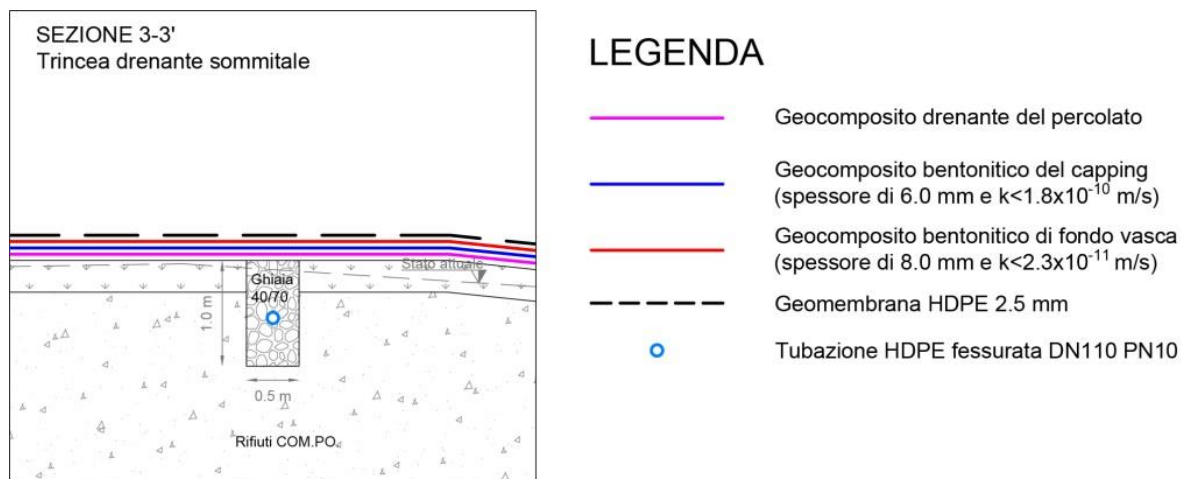 SEZIONE 3-3'
Trincea drenante sommitale
Stato attuale
Ghiaia
40/70
1.0 m
0.5 m
Rifiuti COM.PO.
LEGENDA
Geocomposito drenante del percolato
Geocomposito bentonitico del capping
(spessore di 6.0 mm e k<1.8x10⁻¹⁰ m/s)
Geocomposito bentonitico di fondo vasca
(spessore di 8.0 mm e k<2.3x10⁻¹¹ m/s)
Geomembrana HDPE 2.5 mm
Tubazione HDPE fessurata DN110 PN10